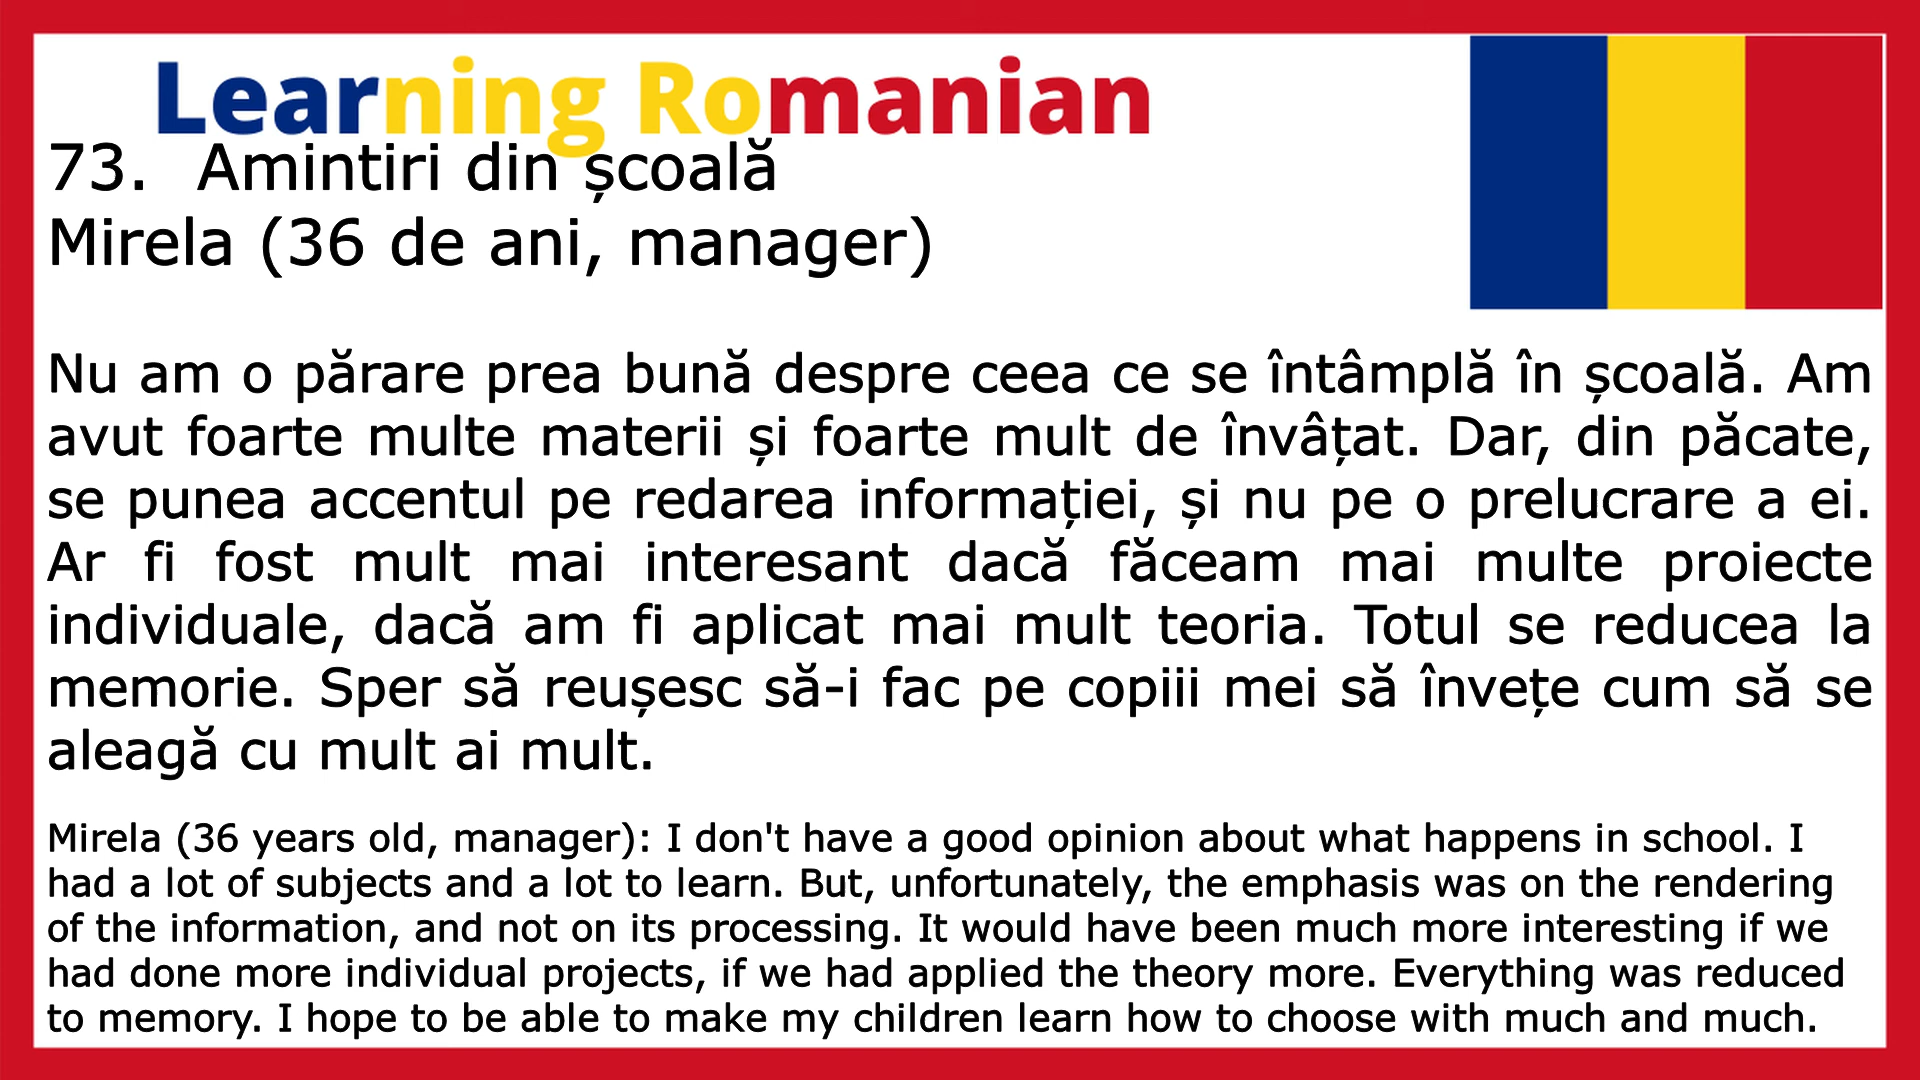 Learning Romanian
73. Amintiri din școală
Mirela (36 de ani, manager)
Nu am o părare prea bună despre ceea ce se întâmplă în școală. Am
avut foarte multe materii și foarte mult de învâțat. Dar, din păcate,
se punea accentul pe redarea informației, și nu pe o prelucrare a ei.
Ar fi fost mult mai interesant dacă făceam mai multe proiecte
individuale, dacă am fi aplicat mai mult teoria. Totul se reducea la
memorie. Sper să reușesc să-i fac pe copiii mei să învețe cum să se
aleagă cu mult ai mult.
Mirela (36 years old, manager): I don't have a good opinion about what happens in school. I
had a lot of subjects and a lot to learn. But, unfortunately, the emphasis was on the rendering
of the information, and not on its processing. It would have been much more interesting if we
had done more individual projects, if we had applied the theory more. Everything was reduced
to memory. I hope to be able to make my children learn how to choose with much and much.